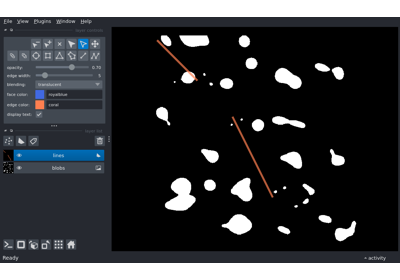 File View Plugins Window Help
opacity: 0.70
edge width: 5
blending: translucent
face color: royalblue
edge color: coral
display text:
lines
blobs
Ready
activity